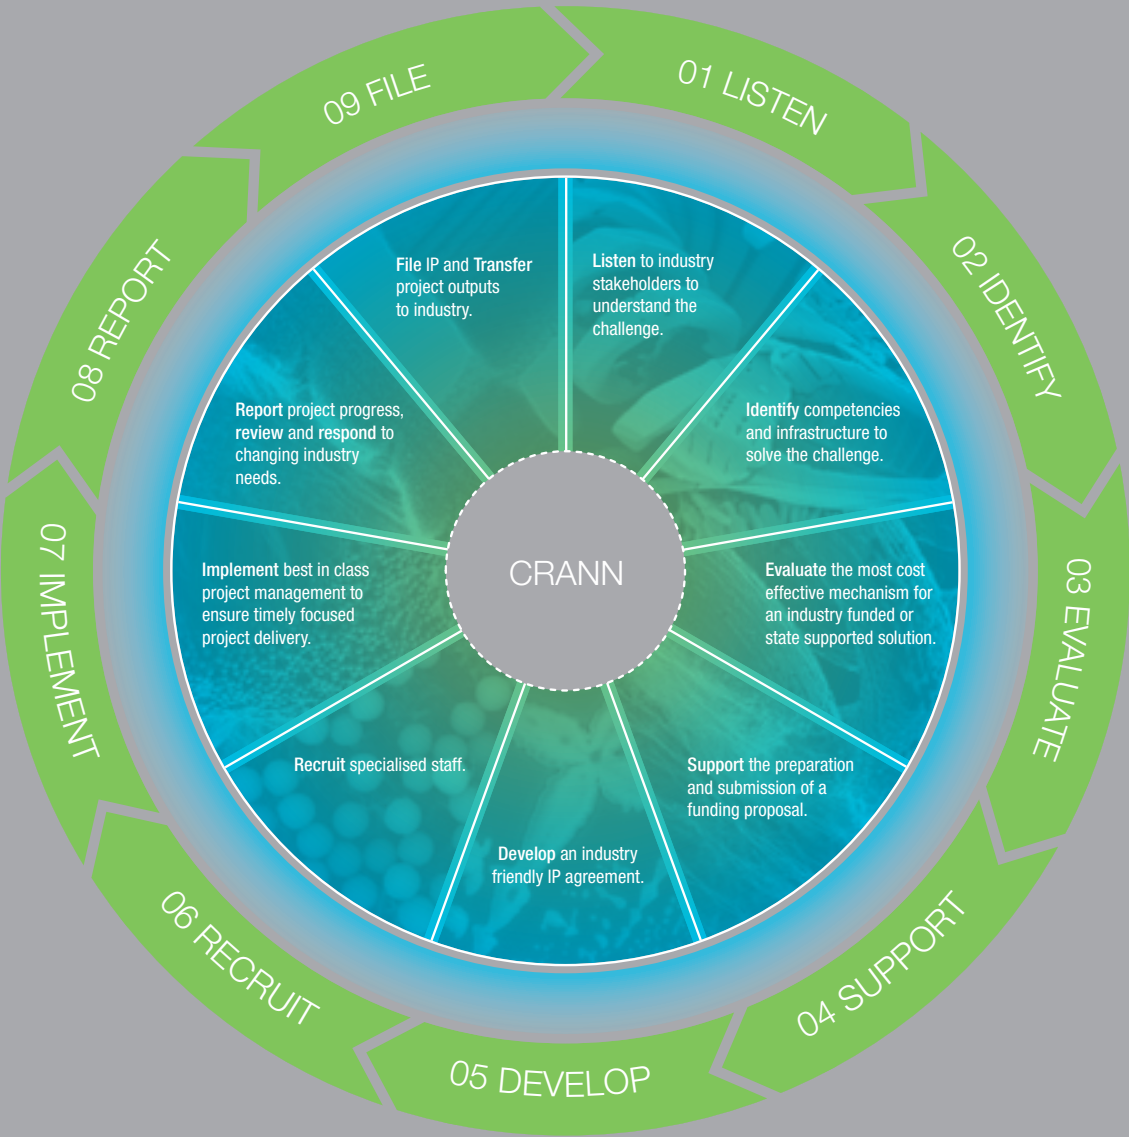 01 LISTEN
02 IDENTIFY
03 EVALUATE
04 SUPPORT
05 DEVELOP
06 RECRUIT
07 IMPLEMENT
08 REPORT
09 FILE
Listen to industry
stakeholders to
understand the
challenge.
Identify competencies
and infrastructure to
solve the challenge.
Evaluate the most cost
effective mechanism for
an industry funded or
state supported solution.
Support the preparation
and submission of a
funding proposal.
Develop an industry
friendly IP agreement.
Recruit specialised staff.
Implement best in class
project management to
ensure timely focused
project delivery.
Report project progress,
review and respond to
changing industry
needs.
File IP and Transfer
project outputs
to industry.
CRANN